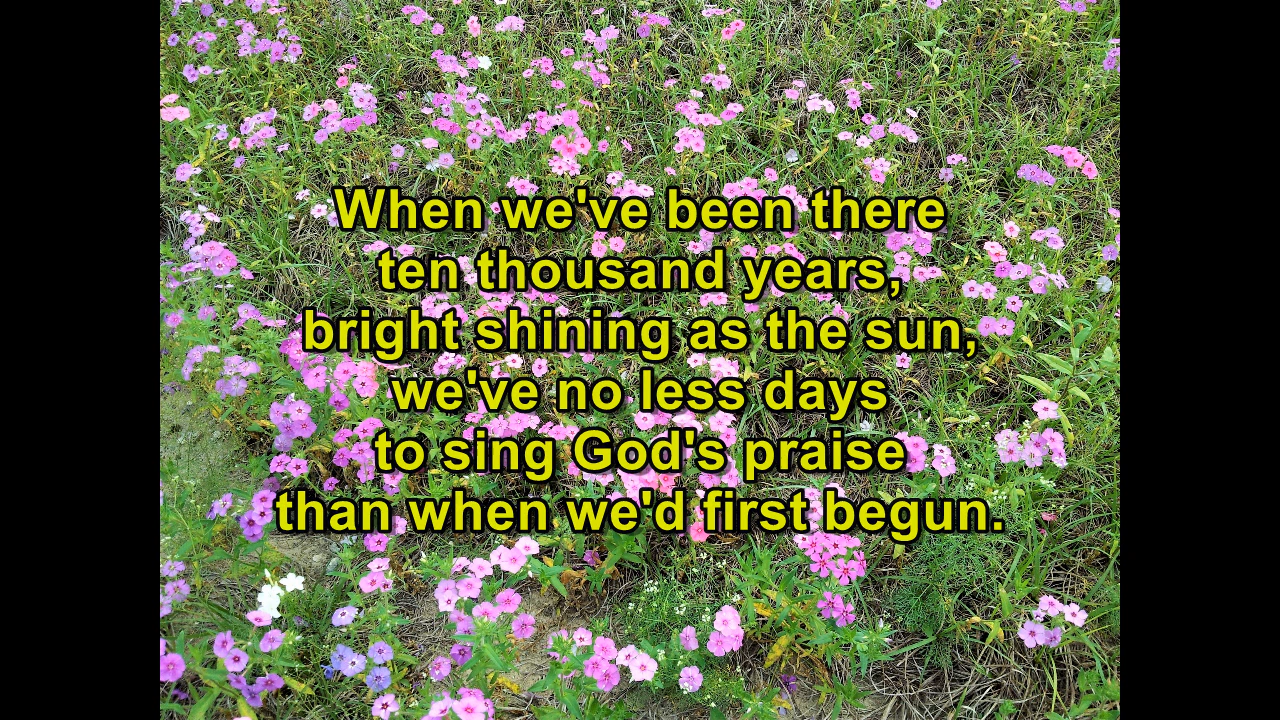 When we've been there
ten thousand years,
bright shining as the sun,
we've no less days
to sing God's praise
than when we'd first begun.